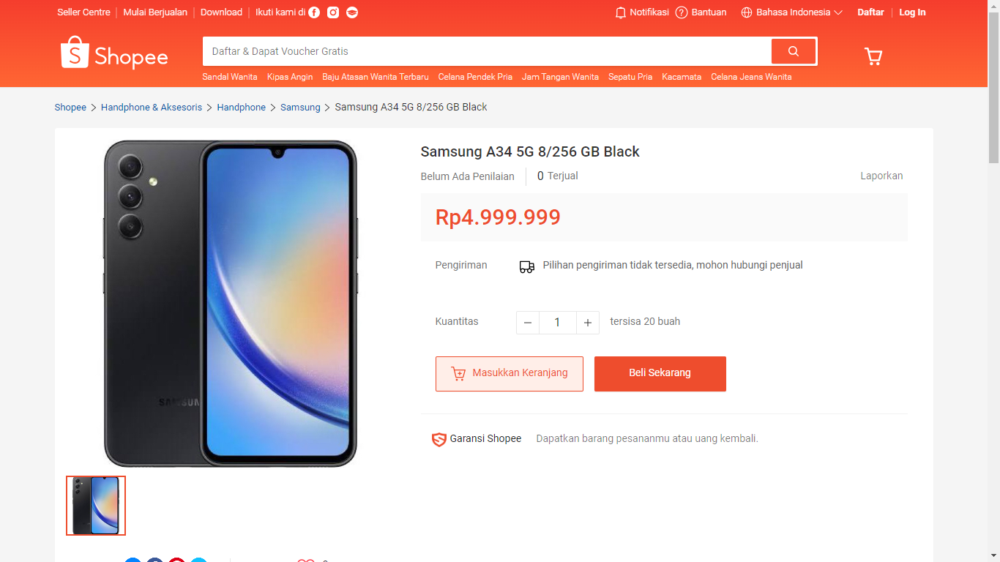 Seller Centre Mulai Berjualan Download Ikuti kami di Notifikasi Bantuan Bahasa Indonesia Daftar Log In
Shopee Daftar & Dapat Voucher Gratis
Sandal Wanita Kipas Angin Baju Atasan Wanita Terbaru Celana Pendek Pria Jam Tangan Wanita Sepatu Pria Kacamata Celana Jeans Wanita
Shopee > Handphone & Aksesoris > Handphone > Samsung > Samsung A34 5G 8/256 GB Black
Samsung A34 5G 8/256 GB Black
Belum Ada Penilaian 0 Terjual Laporkan
Rp4.999.999
Pengiriman Pilihan pengiriman tidak tersedia, mohon hubungi penjual
Kuantitas − 1 + tersisa 20 buah
Masukkan Keranjang Beli Sekarang
Garansi Shopee Dapatkan barang pesananmu atau uang kembali.